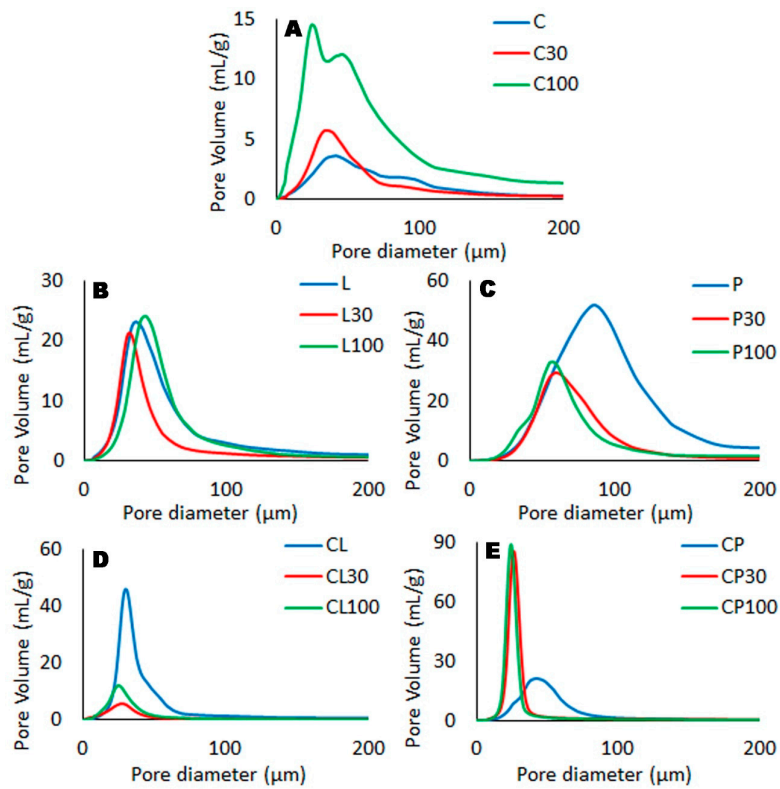 A
C
C30
C100
Pore Volume (mL/g)
15
10
5
0
0 100 200
Pore diameter (μm)
B
L
L30
L100
Pore Volume (mL/g)
30
20
10
0
0 100 200
Pore diameter (μm)
C
P
P30
P100
Pore Volume (mL/g)
60
40
20
0
0 100 200
Pore diameter (μm)
D
CL
CL30
CL100
Pore Volume (mL/g)
60
40
20
0
0 100 200
Pore diameter (μm)
E
CP
CP30
CP100
Pore Volume (mL/g)
90
60
30
0
0 100 200
Pore diameter (μm)